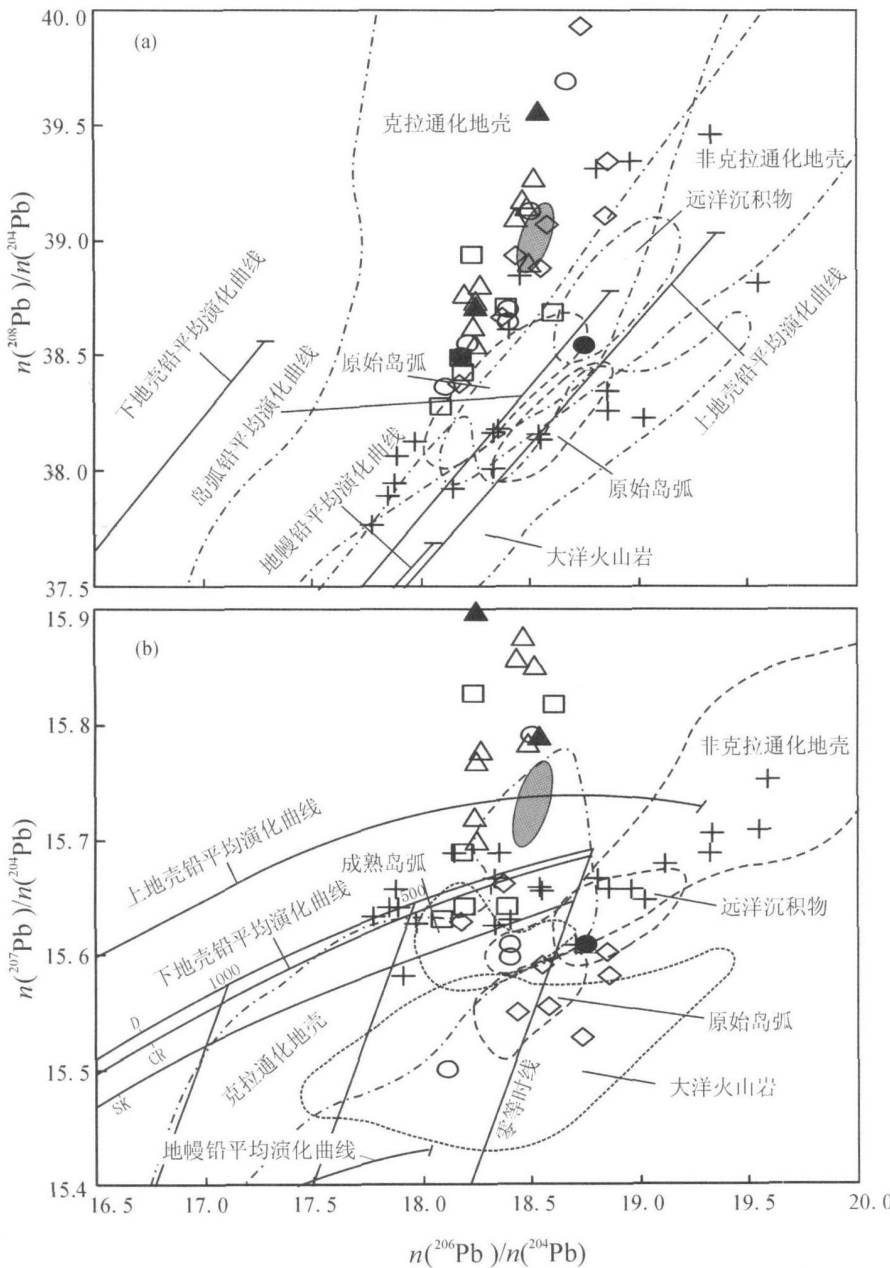 (a)
40.0
39.5
39.0
38.5
38.0
37.5
n(²⁰⁸Pb)/n(²⁰⁴Pb)
克拉通化地壳
非克拉通化地壳
远洋沉积物
下地壳铅平均演化曲线
岛弧铅平均演化曲线
原始岛弧
上地壳铅平均演化曲线
地幔铅平均演化曲线
原始岛弧
大洋火山岩
(b)
15.9
15.8
15.7
15.6
15.5
15.4
n(²⁰⁷Pb)/n(²⁰⁴Pb)
非克拉通化地壳
上地壳铅平均演化曲线
成熟岛弧
500
下地壳铅平均演化曲线
远洋沉积物
1000
D
CR
SK
克拉通化地壳
原始岛弧
大洋火山岩
零等时线
地幔铅平均演化曲线
16.5 17.0 17.5 18.0 18.5 19.0 19.5 20.0
n(²⁰⁶Pb)/n(²⁰⁴Pb)